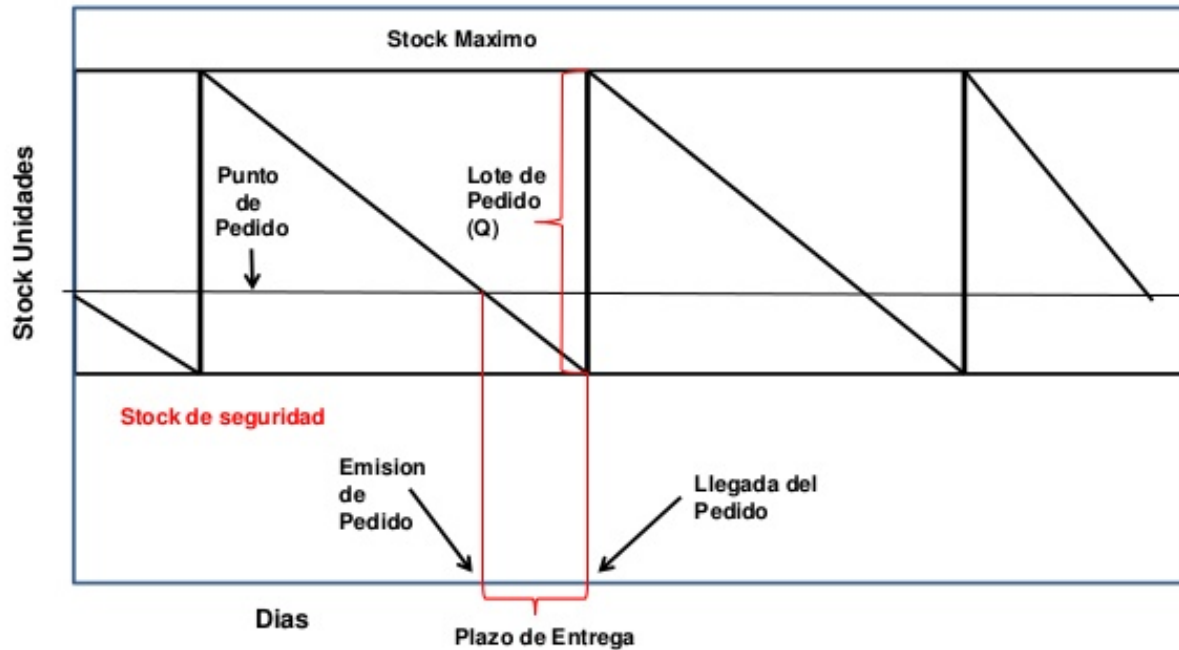 Stock Maximo
Stock Unidades
Punto
de
Pedido
Lote de
Pedido
(Q)
Stock de seguridad
Emision
de
Pedido
Llegada del
Pedido
Dias
Plazo de Entrega